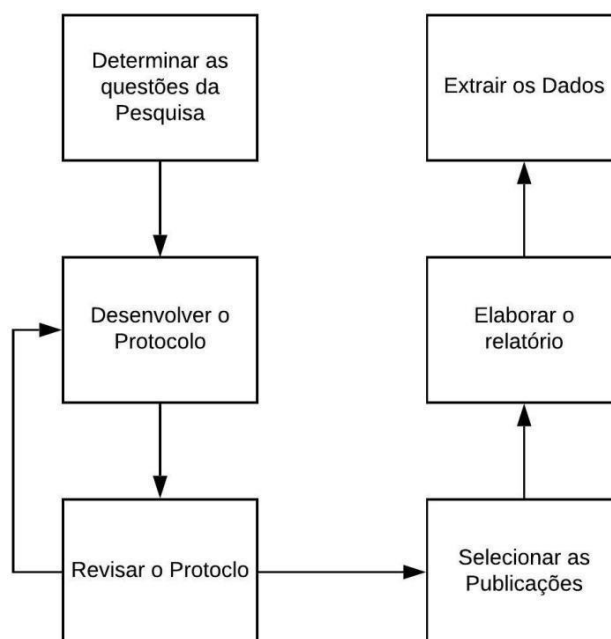 Determinar as
questões da
Pesquisa
Desenvolver o
Protocolo
Revisar o Protoclo
Selecionar as
Publicações
Elaborar o
relatório
Extrair os Dados